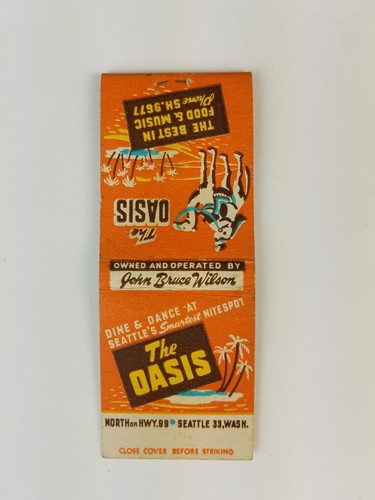 THE BEST IN
FOOD & MUSIC
Phone SH.9677
The
OASIS
OWNED AND OPERATED BY
John Bruce Wilson
DINE & DANCE AT
SEATTLE'S Smartest NITESPOT
The
OASIS
NORTH on HWY.99 SEATTLE 33, WASH.
CLOSE COVER BEFORE STRIKING